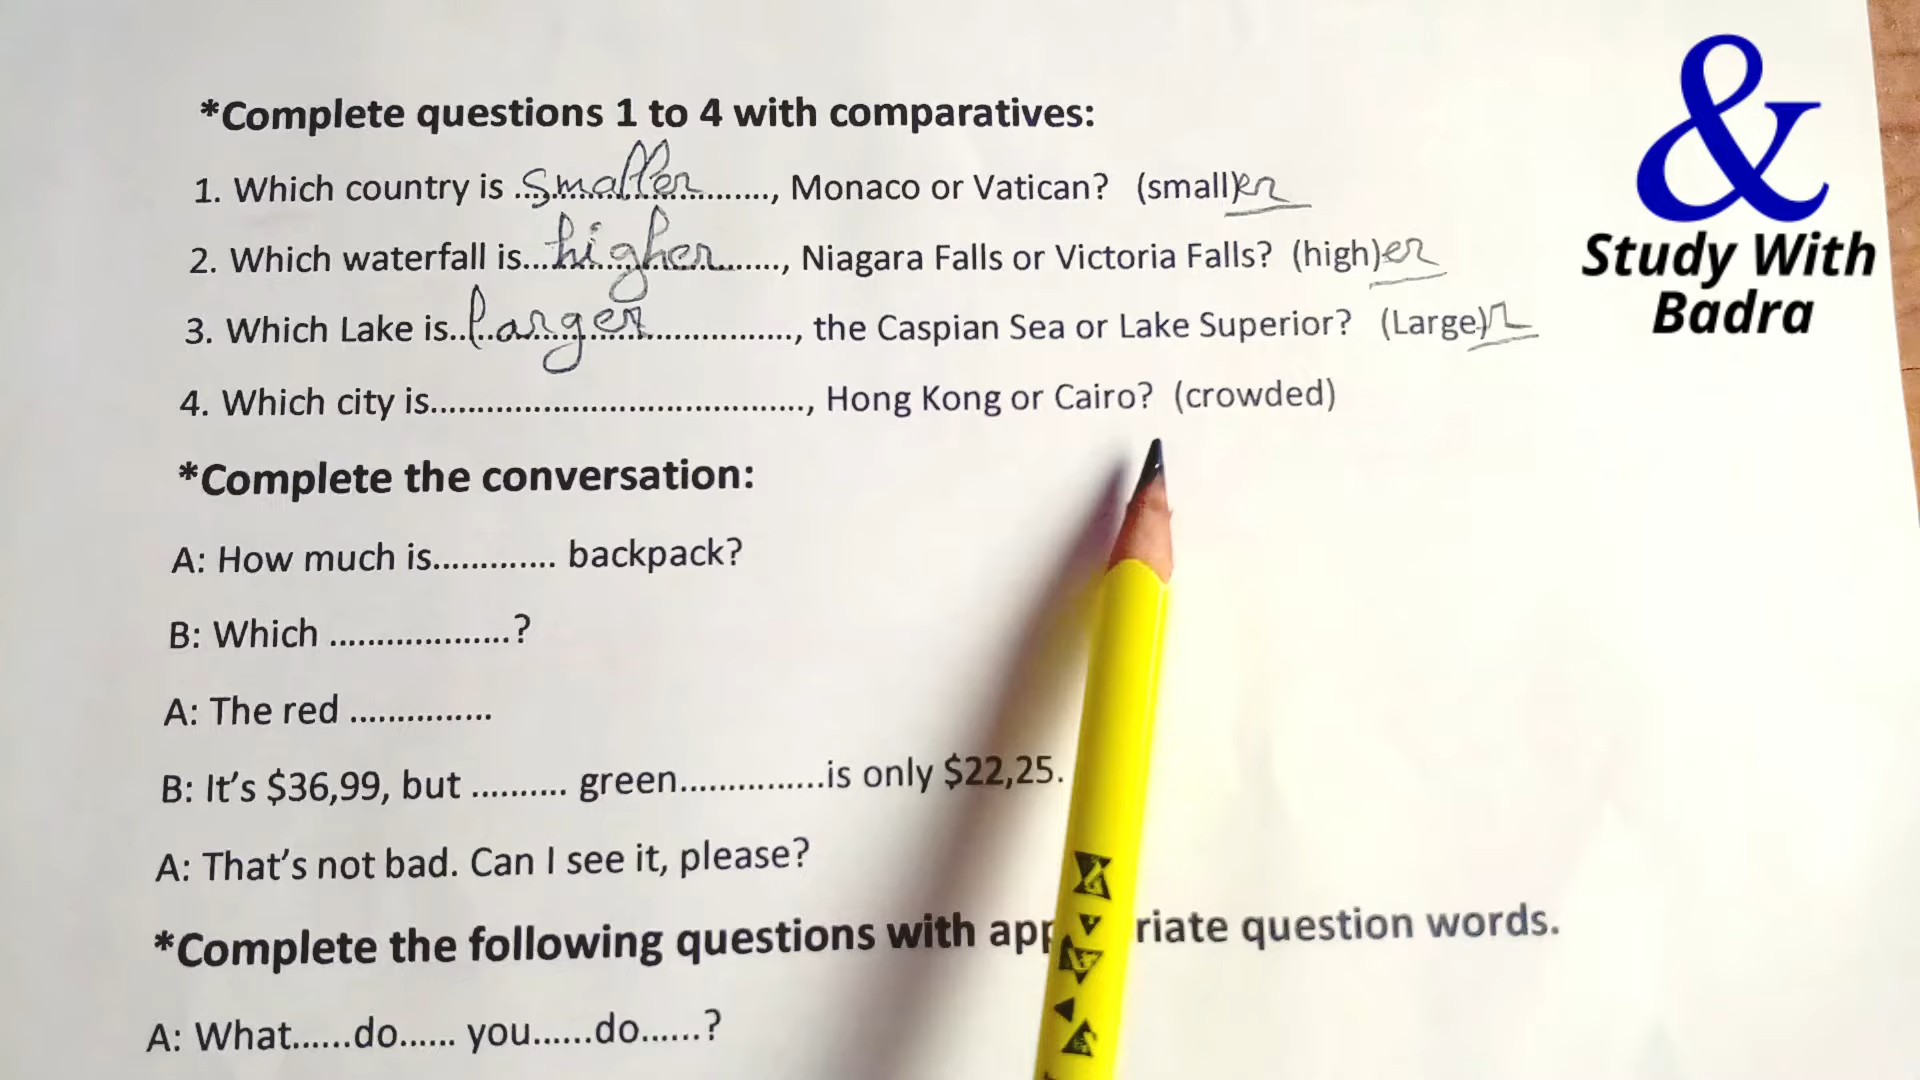 *Complete questions 1 to 4 with comparatives:
1. Which country is ..smaller........, Monaco or Vatican? (small)er
2. Which waterfall is...higher......, Niagara Falls or Victoria Falls? (high)er
3. Which Lake is..larger.............., the Caspian Sea or Lake Superior? (Large)r
4. Which city is......................................., Hong Kong or Cairo? (crowded)
*Complete the conversation:
A: How much is............. backpack?
B: Which ...................?
A: The red ...............
B: It's $36,99, but .......... green...............is only $22,25.
A: That's not bad. Can I see it, please?
*Complete the following questions with question words.
A: What......do...... you......do......?
&
Study With
Badra